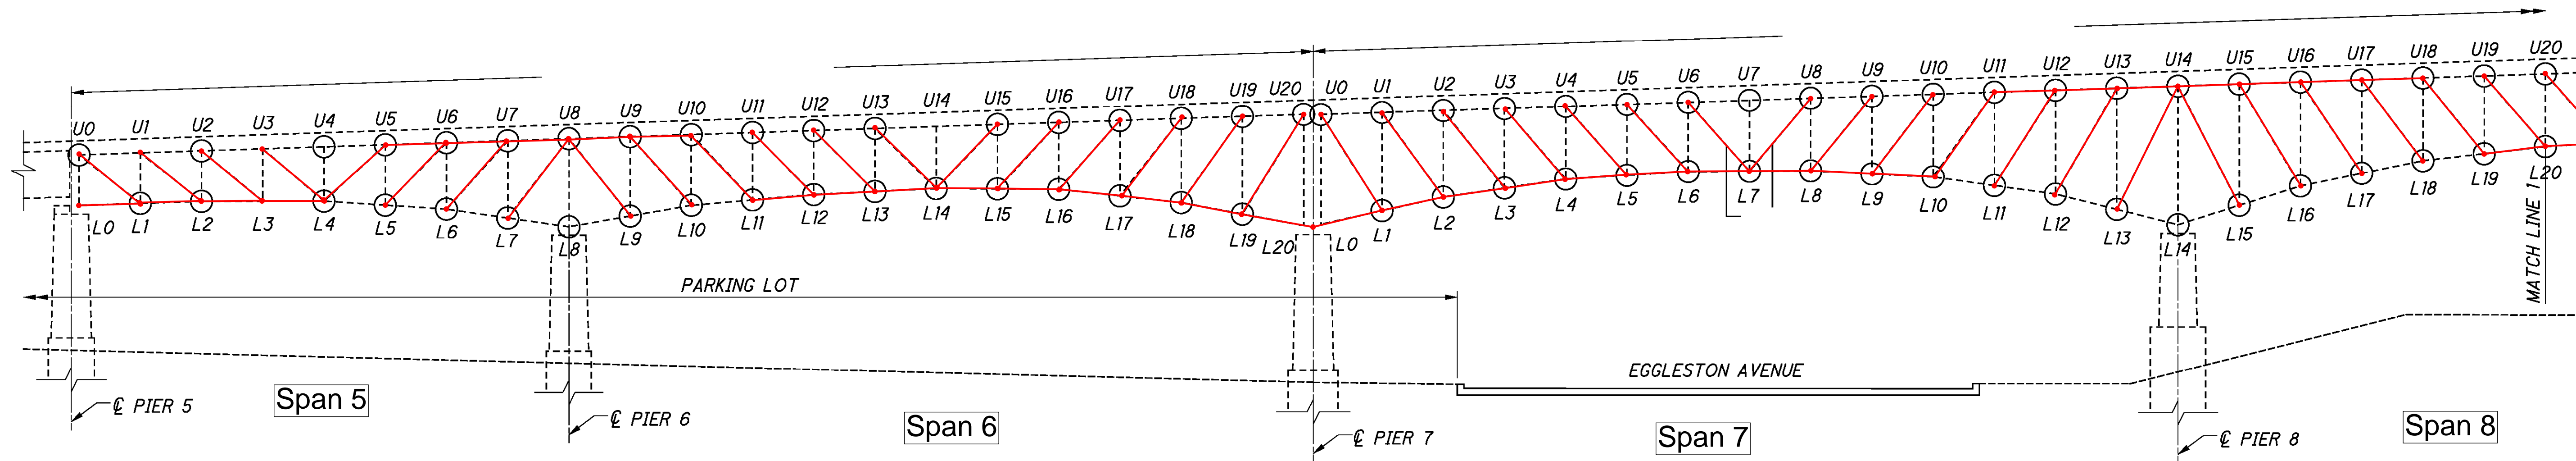 U0 U1 U2 U3 U4 U5 U6 U7 U8 U9 U10 U11 U12 U13 U14 U15 U16 U17 U18 U19 U20 U0 U1 U2 U3 U4 U5 U6 U7 U8 U9 U10 U11 U12 U13 U14 U15 U16 U17 U18 U19 U20
L0 L1 L2 L3 L4 L5 L6 L7 L8 L9 L10 L11 L12 L13 L14 L15 L16 L17 L18 L19 L20 L0 L1 L2 L3 L4 L5 L6 L7 L8 L9 L10 L11 L12 L13 L14 L15 L16 L17 L18 L19 L20
MATCH LINE 1
PARKING LOT
EGGLESTON AVENUE
Span 5
Span 6
Span 7
Span 8
℄ PIER 5
℄ PIER 6
℄ PIER 7
℄ PIER 8